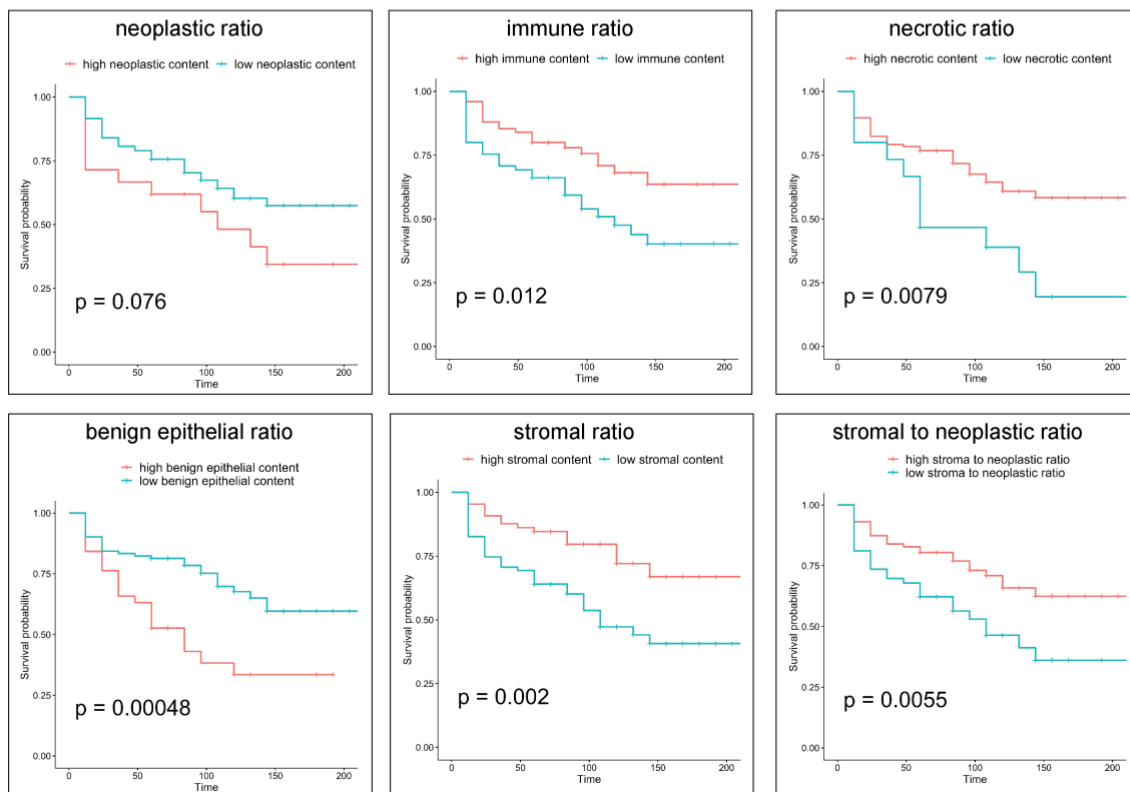 neoplastic ratio
high neoplastic content low neoplastic content
1.00
0.75
0.50
0.25
0.00
Survival probability
p = 0.076
0 50 100 150 200
Time
immune ratio
high immune content low immune content
1.00
0.75
0.50
0.25
0.00
Survival probability
p = 0.012
0 50 100 150 200
Time
necrotic ratio
high necrotic content low necrotic content
1.00
0.75
0.50
0.25
0.00
Survival probability
p = 0.0079
0 50 100 150 200
Time
benign epithelial ratio
high benign epithelial content
low benign epithelial content
1.00
0.75
0.50
0.25
0.00
Survival probability
p = 0.00048
0 50 100 150 200
Time
stromal ratio
high stromal content low stromal content
1.00
0.75
0.50
0.25
0.00
Survival probability
p = 0.002
0 50 100 150 200
Time
stromal to neoplastic ratio
high stroma to neoplastic ratio
low stroma to neoplastic ratio
1.00
0.75
0.50
0.25
0.00
Survival probability
p = 0.0055
0 50 100 150 200
Time